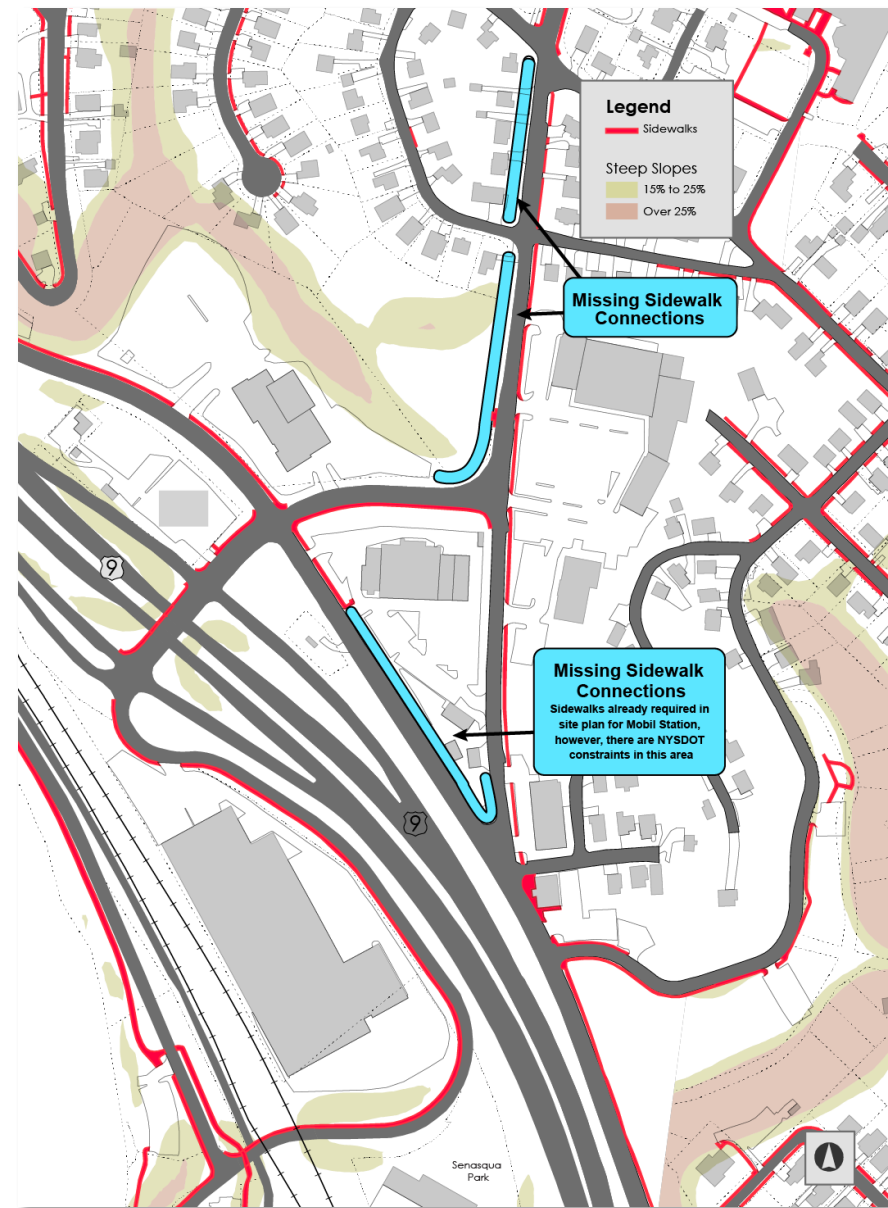 Legend
Sidewalks
Steep Slopes
15% to 25%
Over 25%
Missing Sidewalk
Connections
9
Missing Sidewalk
Connections
Sidewalks already required in
site plan for Mobil Station,
however, there are NYSDOT
constraints in this area
9
Senasqua
Park